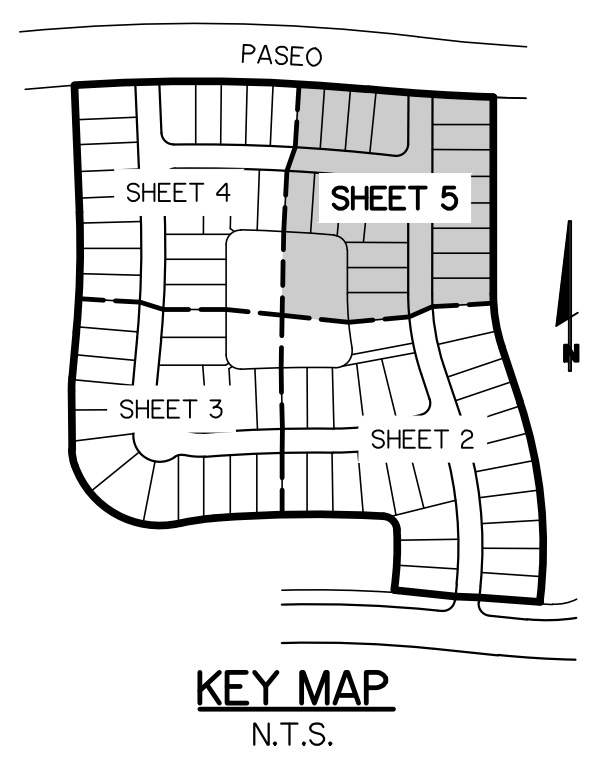 PASEO
SHEET 4
SHEET 5
N
SHEET 3
SHEET 2
KEY MAP
N.T.S.